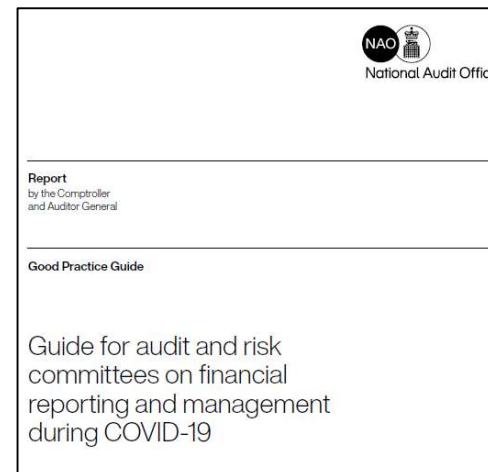 NAO
National Audit Offic
Report
by the Comptroller
and Auditor General
Good Practice Guide
Guide for audit and risk
committees on financial
reporting and management
during COVID-19